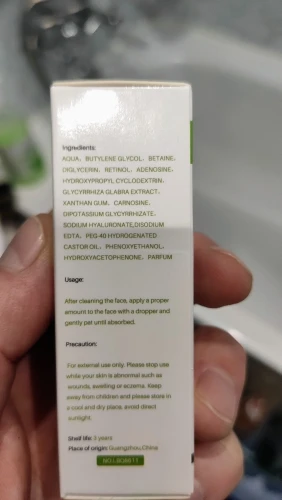 Ingredients:
AQUA、BUTYLENE GLYCOL、BETAINE、
DIGLYCERIN、RETINOL、ADENOSINE、
HYDROXYPROPYL CYCLODEXTRIN、
GLYCYRRHIZA GLABRA EXTRACT、
XANTHAN GUM、CARNOSINE、
DIPOTASSIUM GLYCYRRHIZATE、
SODIUM HYALURONATE,DISODIUM
EDTA、PEG-40 HYDROGENATED
CASTOR OIL、PHENOXYETHANOL、
HYDROXYACETOPHENONE、PARFUM
Usage:
After cleaning the face, apply a proper
amount to the face with a dropper and
gently pat until absorbed.
Precaution:
For external use only. Please stop use
while your skin is abnormal such as
wounds, swelling or eczema. Keep
away from children and please store in
a cool and dry place, avoid direct
sunlight.
Shelf life: 3 years
Place of origin: Guangzhou,China